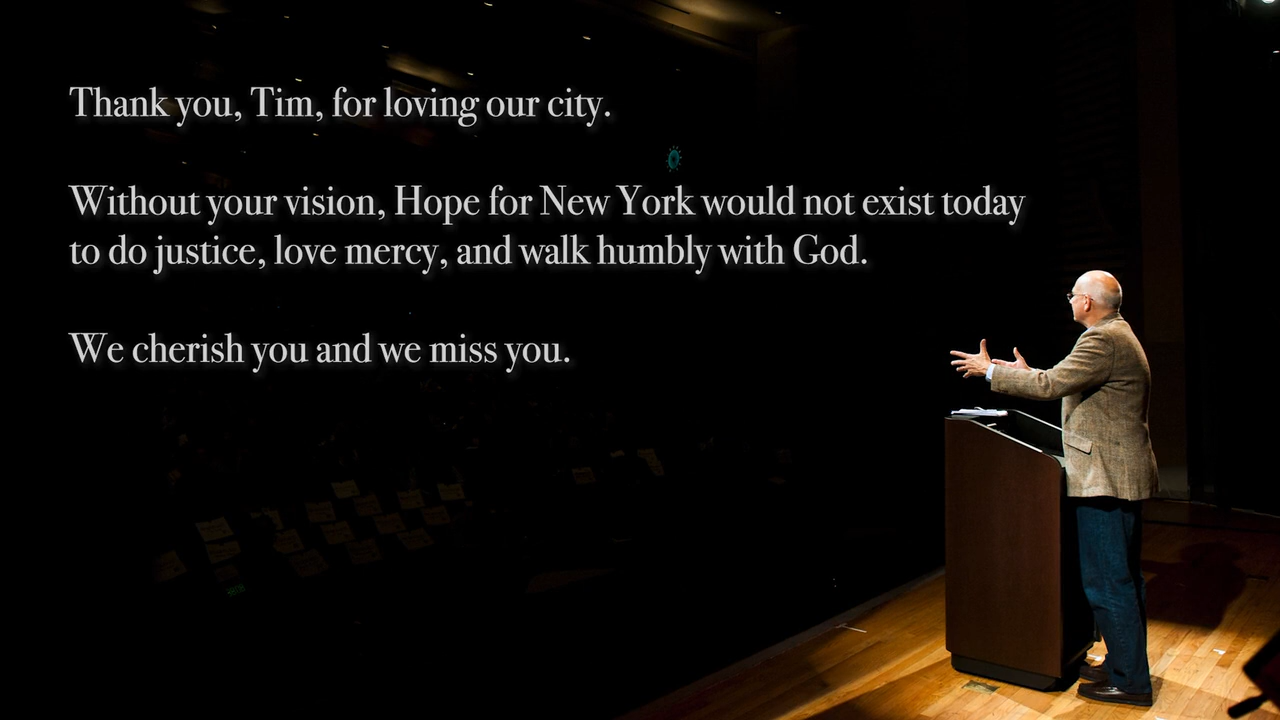 Thank you, Tim, for loving our city.
Without your vision, Hope for New York would not exist today
to do justice, love mercy, and walk humbly with God.
We cherish you and we miss you.